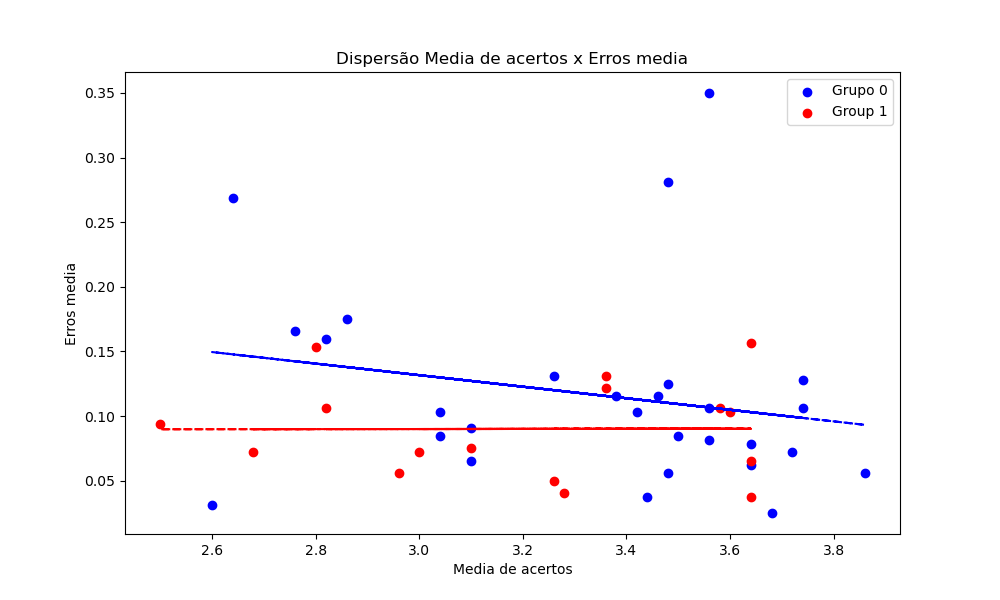 Dispersão Media de acertos x Erros media
Grupo 0
Group 1
0.35
0.30
0.25
0.20
0.15
0.10
0.05
Erros media
2.6
2.8
3.0
3.2
3.4
3.6
3.8
Media de acertos